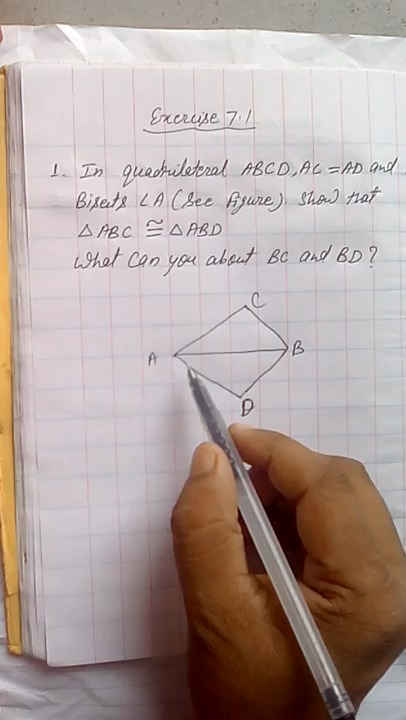 Exercise 7.1
1. In quadrilateral ABCD, AC = AD and
Bisects ∠A (See figure). Show that
△ABC ≅ △ABD
What can you about BC and BD?
C
A
B
D